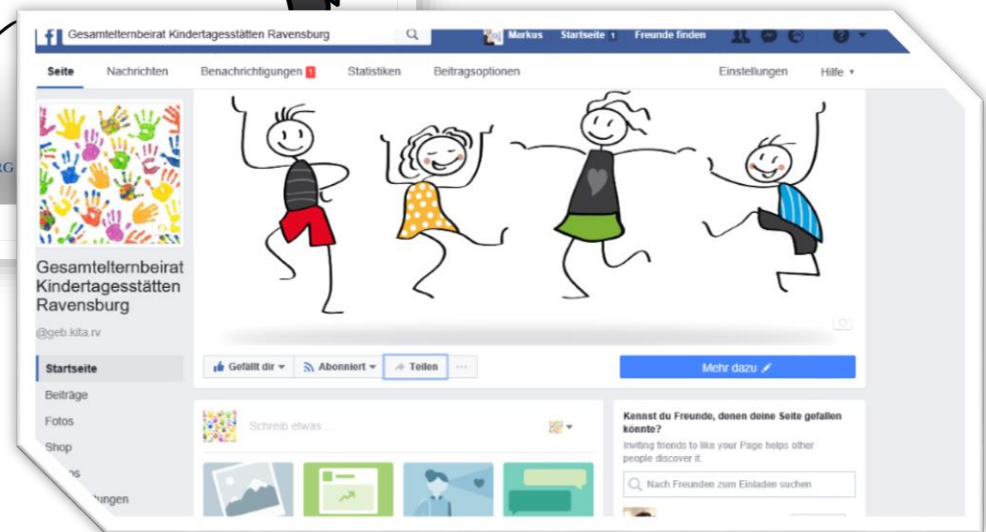 RG
Gesamtelternbeirat Kindertagesstätten Ravensburg
Markus Startseite 1 Freunde finden
Seite Nachrichten Benachrichtigungen 1 Statistiken Beitragsoptionen Einstellungen Hilfe
Gesamtelternbeirat
Kindertagesstätten
Ravensburg
@geb.kita.rv
Startseite
Beiträge
Fotos
Shop
Gefällt dir Abonniert Teilen ...
Mehr dazu
Schreib etwas ...
Kennst du Freunde, denen deine Seite gefallen
könnte?
Inviting friends to like your Page helps other
people discover it.
Nach Freunden zum Einladen suchen